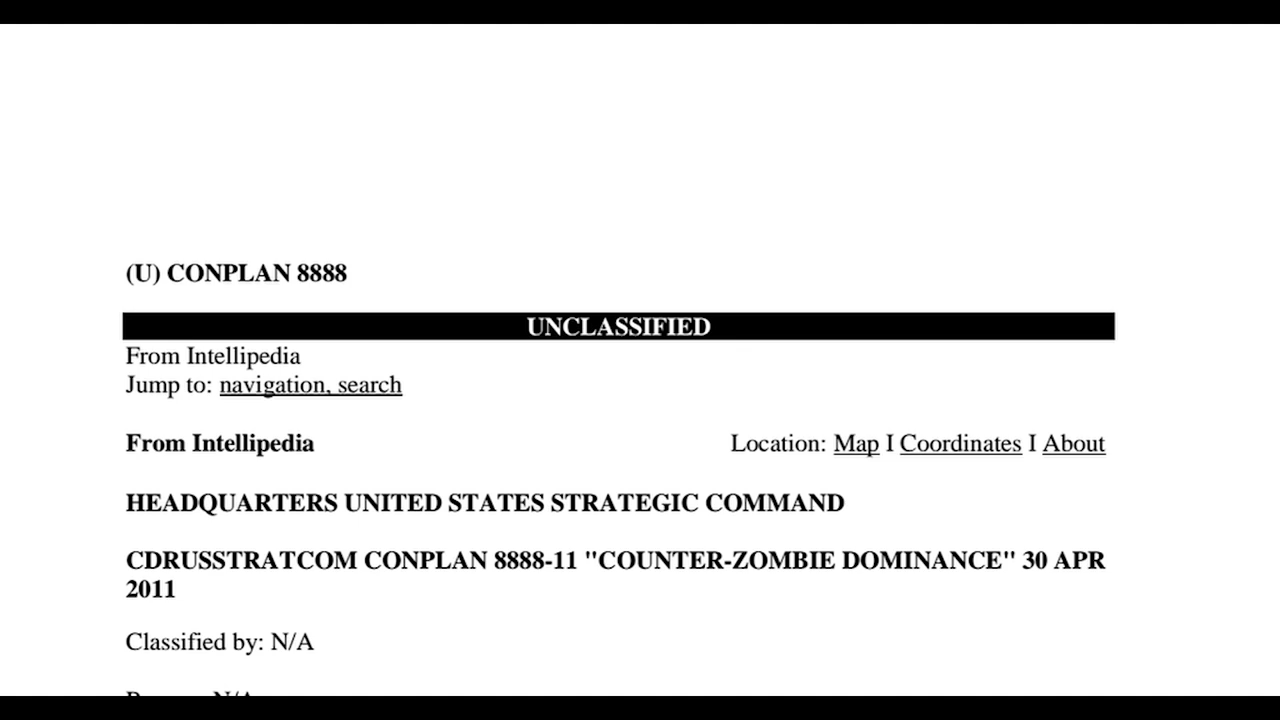 (U) CONPLAN 8888
UNCLASSIFIED
From Intellipedia
Jump to: navigation, search
From Intellipedia
Location: Map I Coordinates I About
HEADQUARTERS UNITED STATES STRATEGIC COMMAND
CDRUSSTRATCOM CONPLAN 8888-11 "COUNTER-ZOMBIE DOMINANCE" 30 APR
2011
Classified by: N/A
N/A